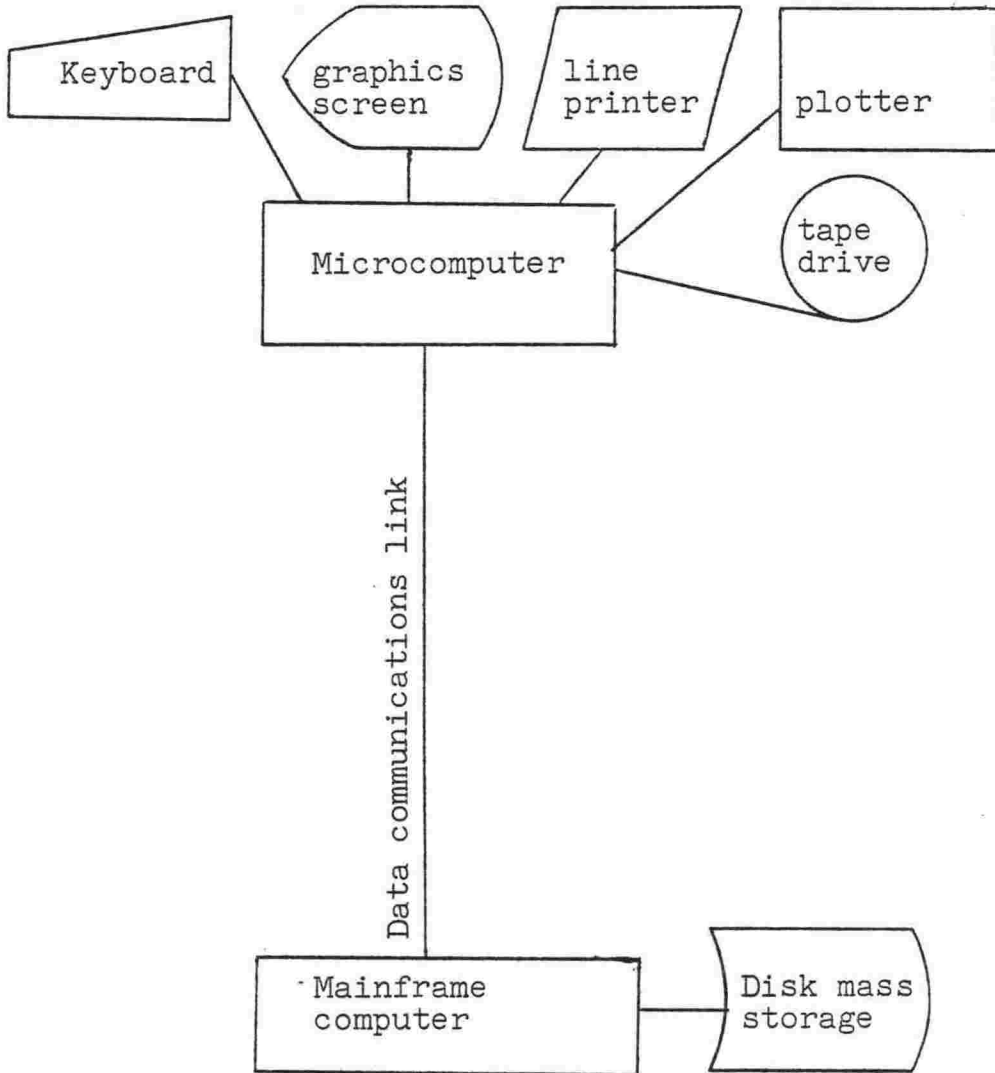 Keyboard
graphics
screen
line
printer
plotter
tape
drive
Microcomputer
Data communications link
Mainframe
computer
Disk mass
storage